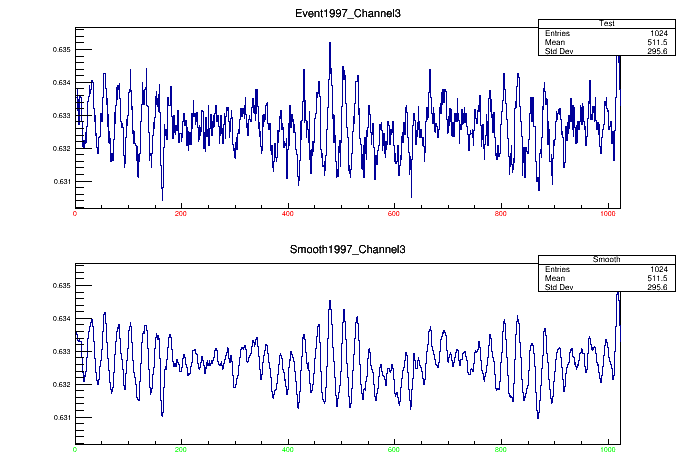 Event1997_Channel3
Test
Entries 1024
Mean 511.5
Std Dev 295.6
0.635
0.634
0.633
0.632
0.631
0 200 400 600 800 1000
Smooth1997_Channel3
Smooth
Entries 1024
Mean 511.5
Std Dev 295.6
0.635
0.634
0.633
0.632
0.631
0 200 400 600 800 1000